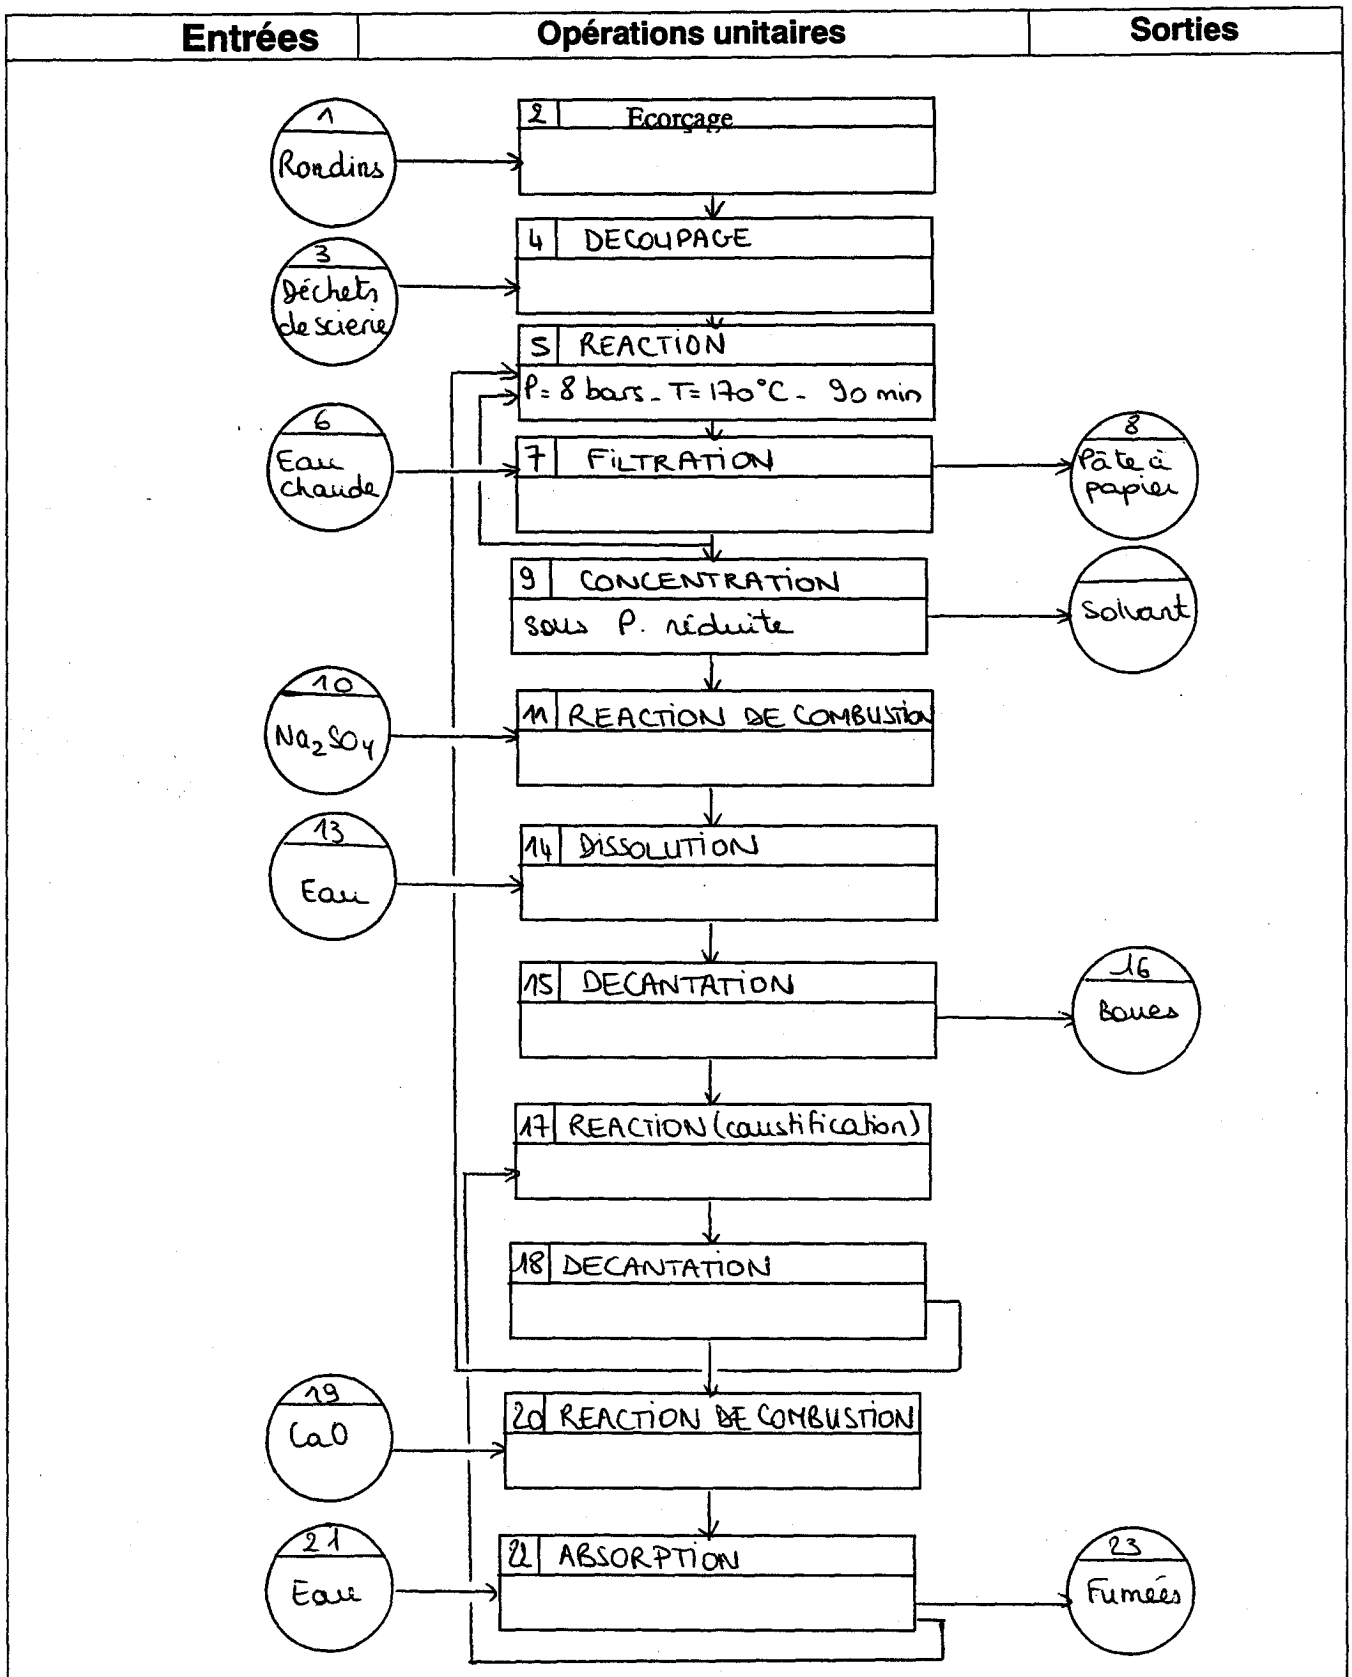 Entrées
Opérations unitaires
Sorties
1
Rondins
2
Ecorçage
3
Déchets
de scierie
4
DECOUPAGE
5
REACTION
P= 8 bars - T= 170°C - 90 min
6
Eau
chaude
7
FILTRATION
8
Pâte à
papier
9
CONCENTRATION
sous P. réduite
Solvant
10
Na2SO4
11
REACTION DE COMBUSTION
13
Eau
14
DISSOLUTION
15
DECANTATION
16
Boues
17
REACTION (caustification)
18
DECANTATION
19
CaO
20
REACTION DE COMBUSTION
21
Eau
22
ABSORPTION
23
Fumées